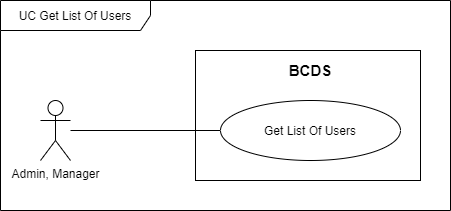 UC Get List Of Users
BCDS
Get List Of Users
Admin, Manager